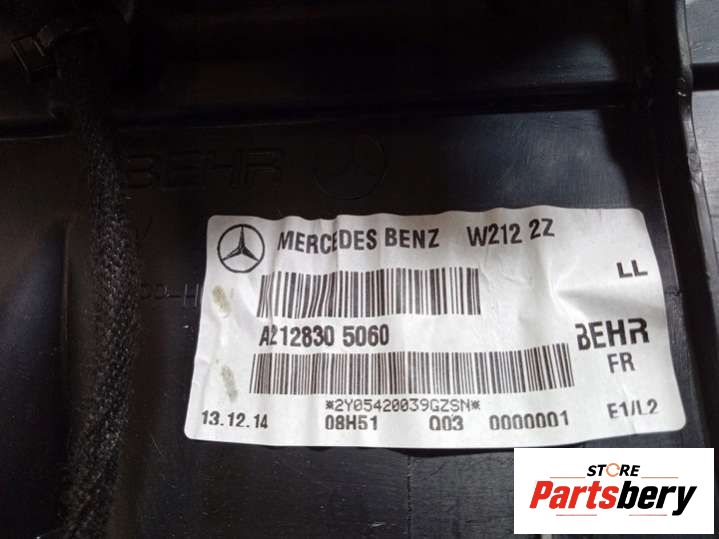 BEHR
MERCEDES BENZ W212 2Z
LL
A212830 5060
BEHR
FR
*2Y05420039GZSN*
13.12.14 08H51 Q03 0000001 E1/L2
STORE
Partsbery